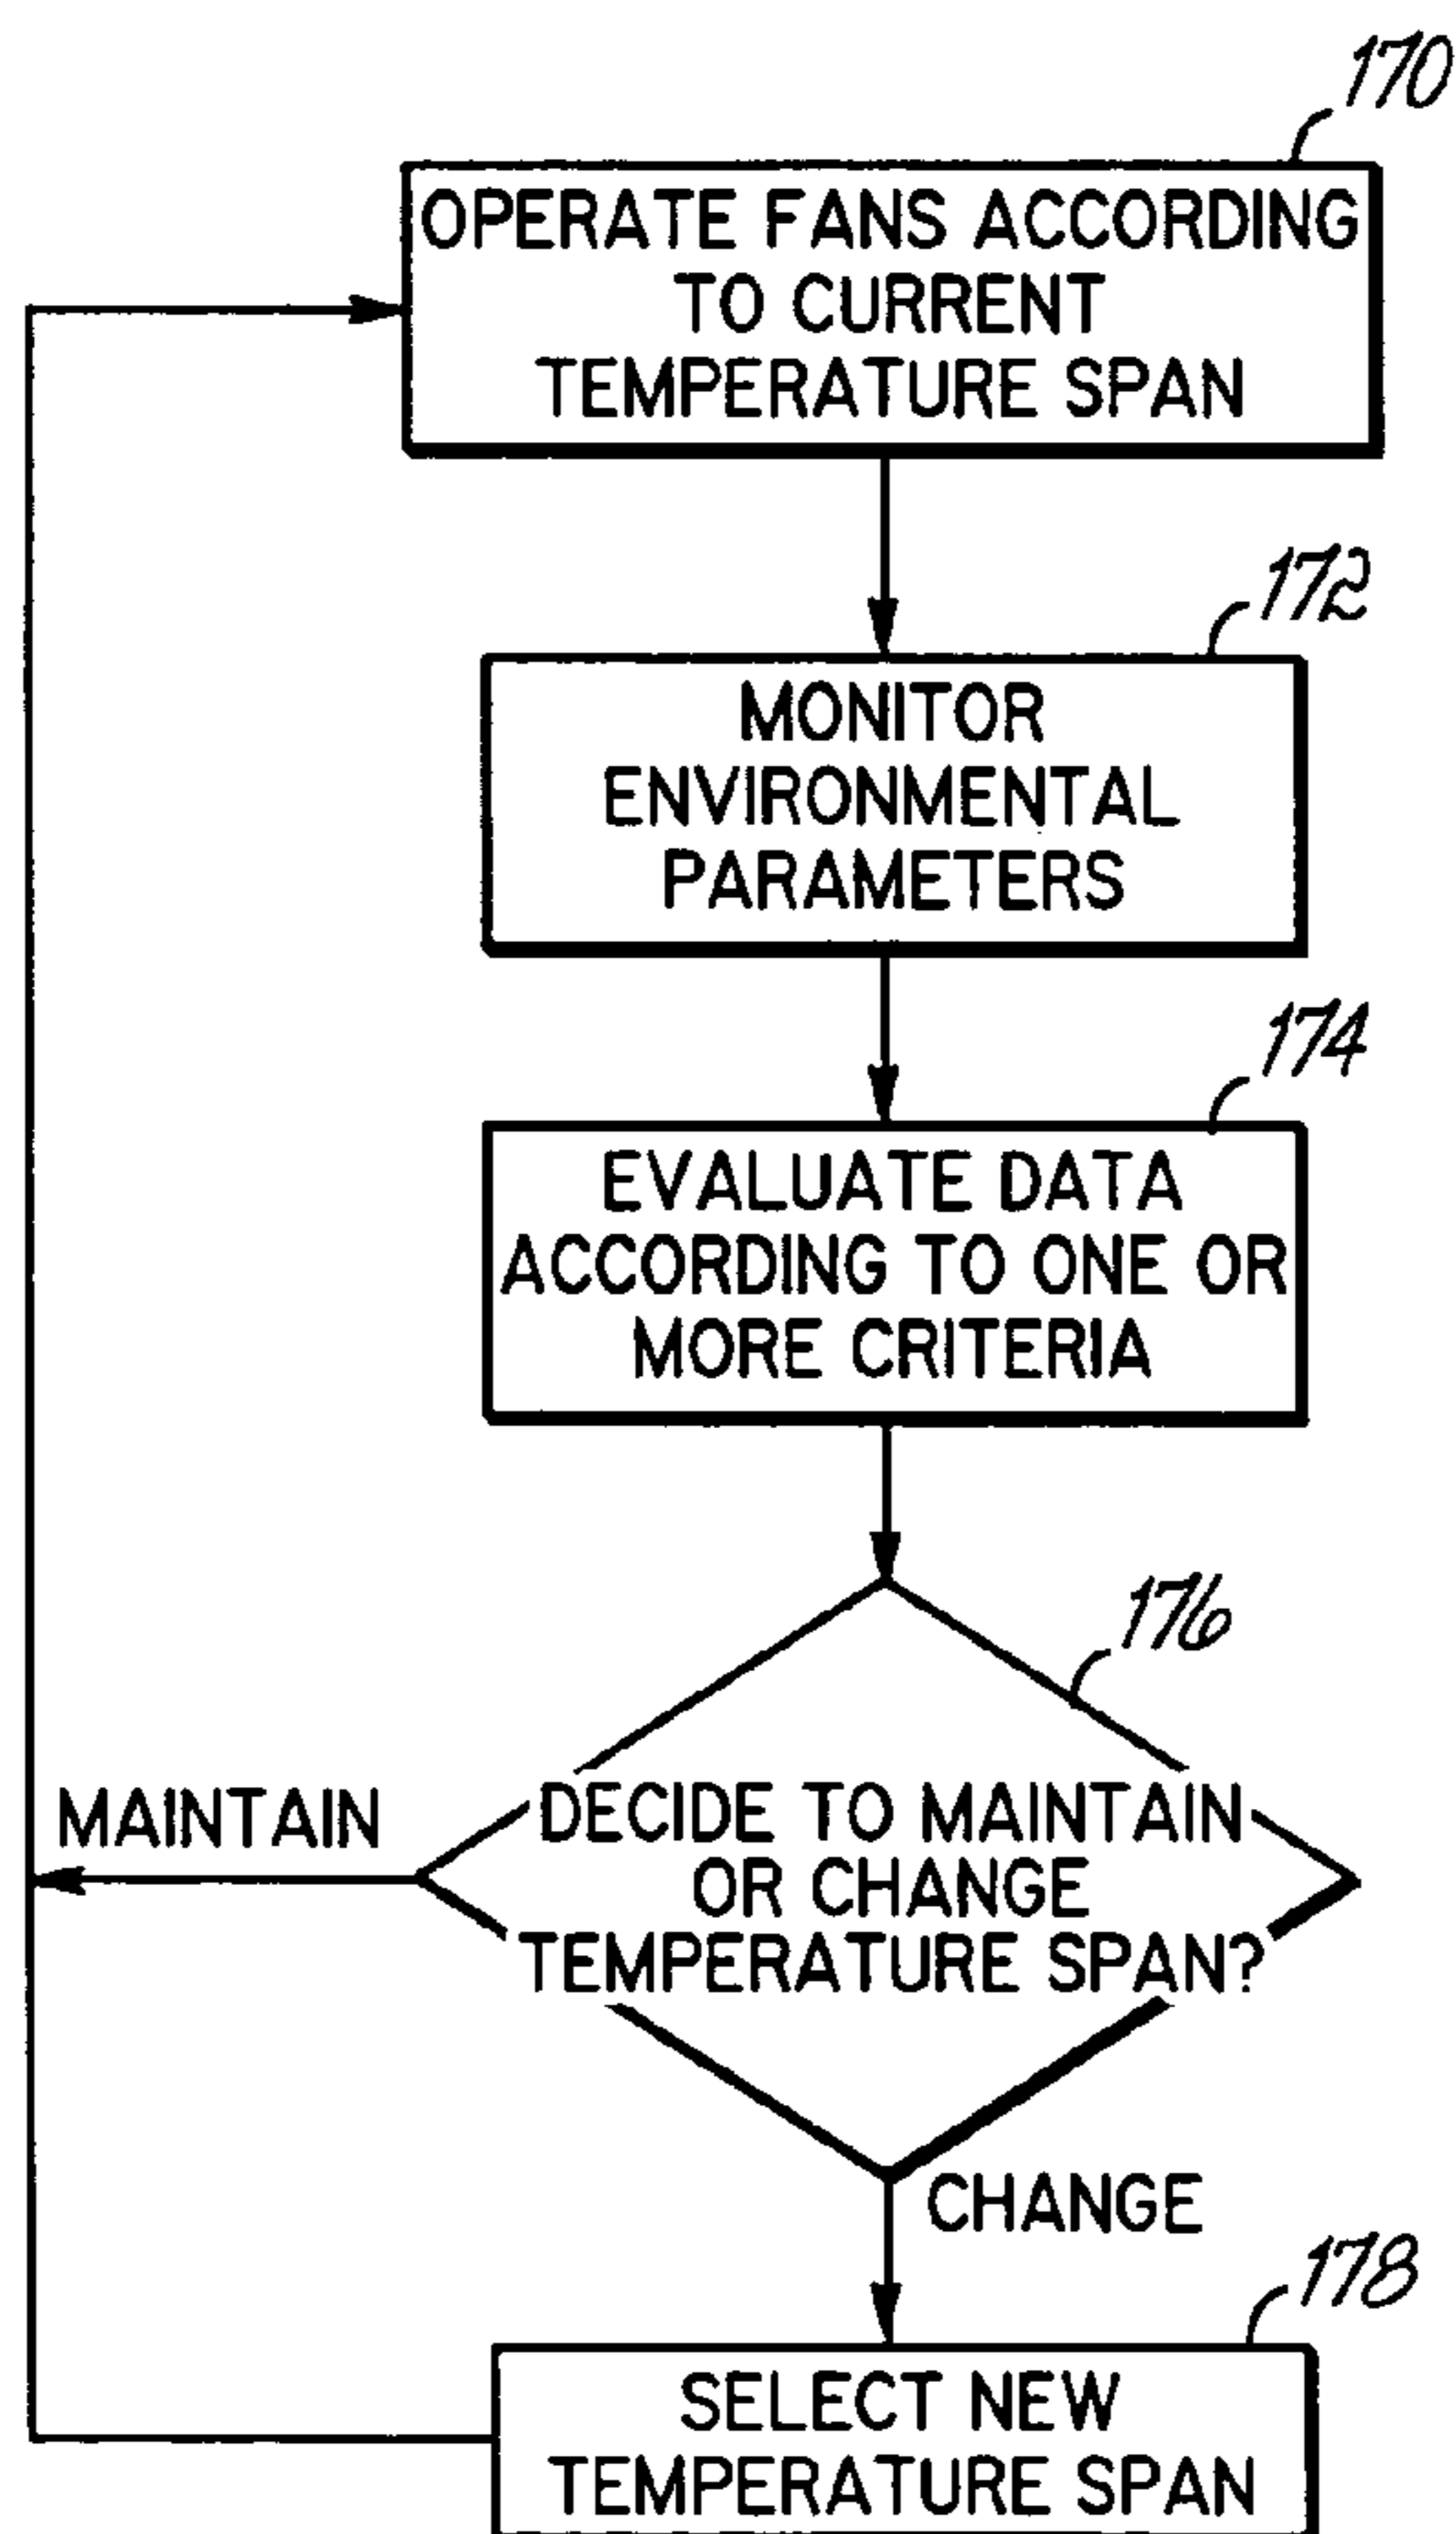 170
OPERATE FANS ACCORDING
TO CURRENT
TEMPERATURE SPAN
172
MONITOR
ENVIRONMENTAL
PARAMETERS
174
EVALUATE DATA
ACCORDING TO ONE OR
MORE CRITERIA
176
MAINTAIN
DECIDE TO MAINTAIN
OR CHANGE
TEMPERATURE SPAN?
CHANGE
178
SELECT NEW
TEMPERATURE SPAN